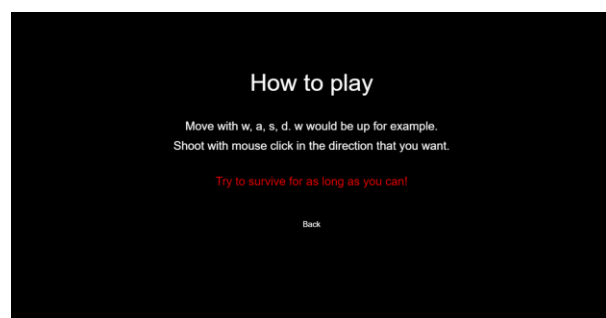 How to play
Move with w, a, s, d. w would be up for example.
Shoot with mouse click in the direction that you want.
Try to survive for as long as you can!
Back